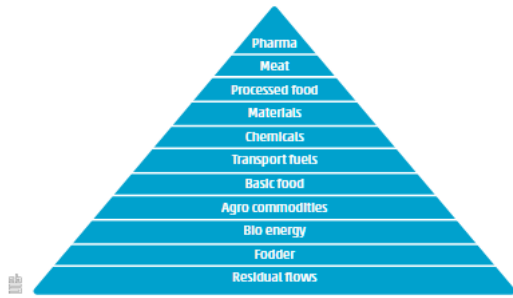 Pharma
Meat
Processed food
Materials
Chemicals
Transport fuels
Basic food
Agro commodities
Bio energy
Fodder
Residual flows